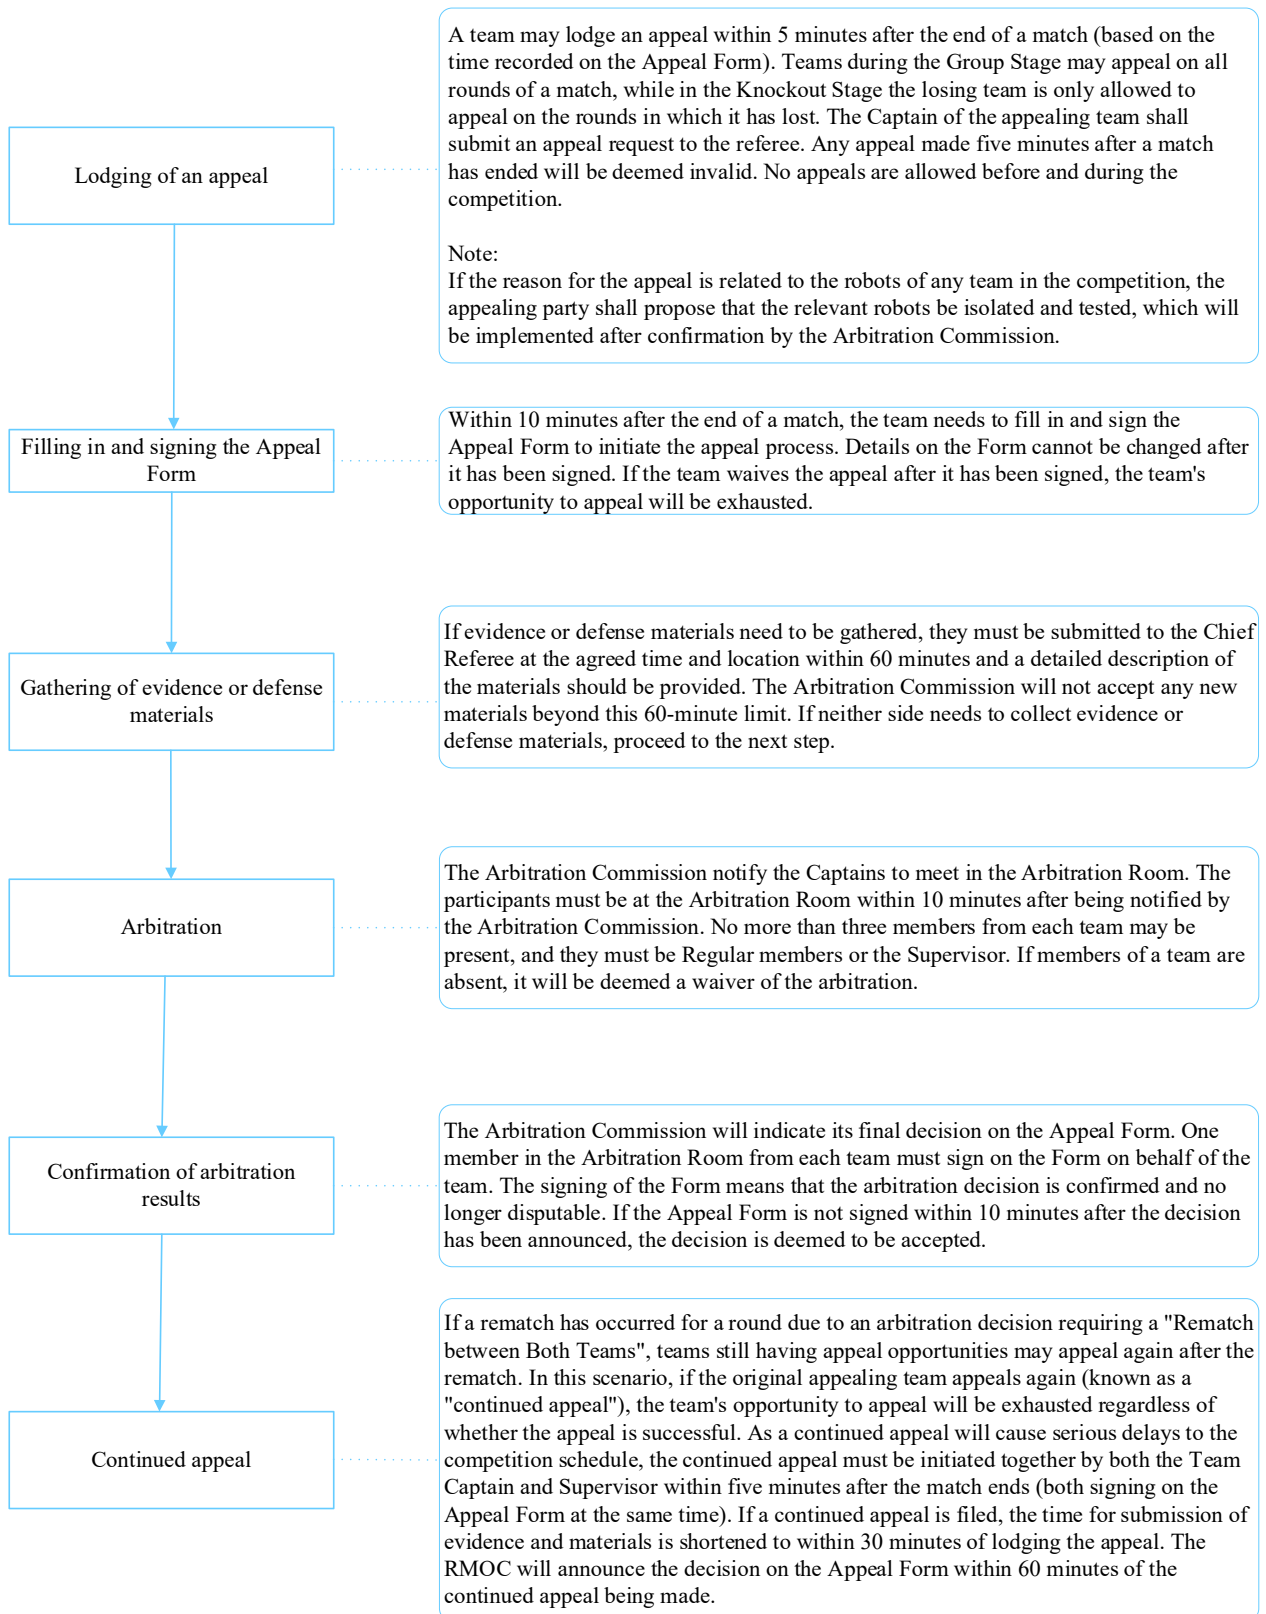 Lodging of an appeal
A team may lodge an appeal within 5 minutes after the end of a match (based on the
time recorded on the Appeal Form). Teams during the Group Stage may appeal on all
rounds of a match, while in the Knockout Stage the losing team is only allowed to
appeal on the rounds in which it has lost. The Captain of the appealing team shall
submit an appeal request to the referee. Any appeal made five minutes after a match
has ended will be deemed invalid. No appeals are allowed before and during the
competition.
Note:
If the reason for the appeal is related to the robots of any team in the competition, the
appealing party shall propose that the relevant robots be isolated and tested, which will
be implemented after confirmation by the Arbitration Commission.
Filling in and signing the Appeal
Form
Within 10 minutes after the end of a match, the team needs to fill in and sign the
Appeal Form to initiate the appeal process. Details on the Form cannot be changed after
it has been signed. If the team waives the appeal after it has been signed, the team's
opportunity to appeal will be exhausted.
Gathering of evidence or defense
materials
If evidence or defense materials need to be gathered, they must be submitted to the Chief
Referee at the agreed time and location within 60 minutes and a detailed description of
the materials should be provided. The Arbitration Commission will not accept any new
materials beyond this 60-minute limit. If neither side needs to collect evidence or
defense materials, proceed to the next step.
Arbitration
The Arbitration Commission notify the Captains to meet in the Arbitration Room. The
participants must be at the Arbitration Room within 10 minutes after being notified by
the Arbitration Commission. No more than three members from each team may be
present, and they must be Regular members or the Supervisor. If members of a team are
absent, it will be deemed a waiver of the arbitration.
Confirmation of arbitration
results
The Arbitration Commission will indicate its final decision on the Appeal Form. One
member in the Arbitration Room from each team must sign on the Form on behalf of the
team. The signing of the Form means that the arbitration decision is confirmed and no
longer disputable. If the Appeal Form is not signed within 10 minutes after the decision
has been announced, the decision is deemed to be accepted.
Continued appeal
If a rematch has occurred for a round due to an arbitration decision requiring a "Rematch
between Both Teams", teams still having appeal opportunities may appeal again after the
rematch. In this scenario, if the original appealing team appeals again (known as a
"continued appeal"), the team's opportunity to appeal will be exhausted regardless of
whether the appeal is successful. As a continued appeal will cause serious delays to the
competition schedule, the continued appeal must be initiated together by both the Team
Captain and Supervisor within five minutes after the match ends (both signing on the
Appeal Form at the same time). If a continued appeal is filed, the time for submission of
evidence and materials is shortened to within 30 minutes of lodging the appeal. The
RMOC will announce the decision on the Appeal Form within 60 minutes of the
continued appeal being made.